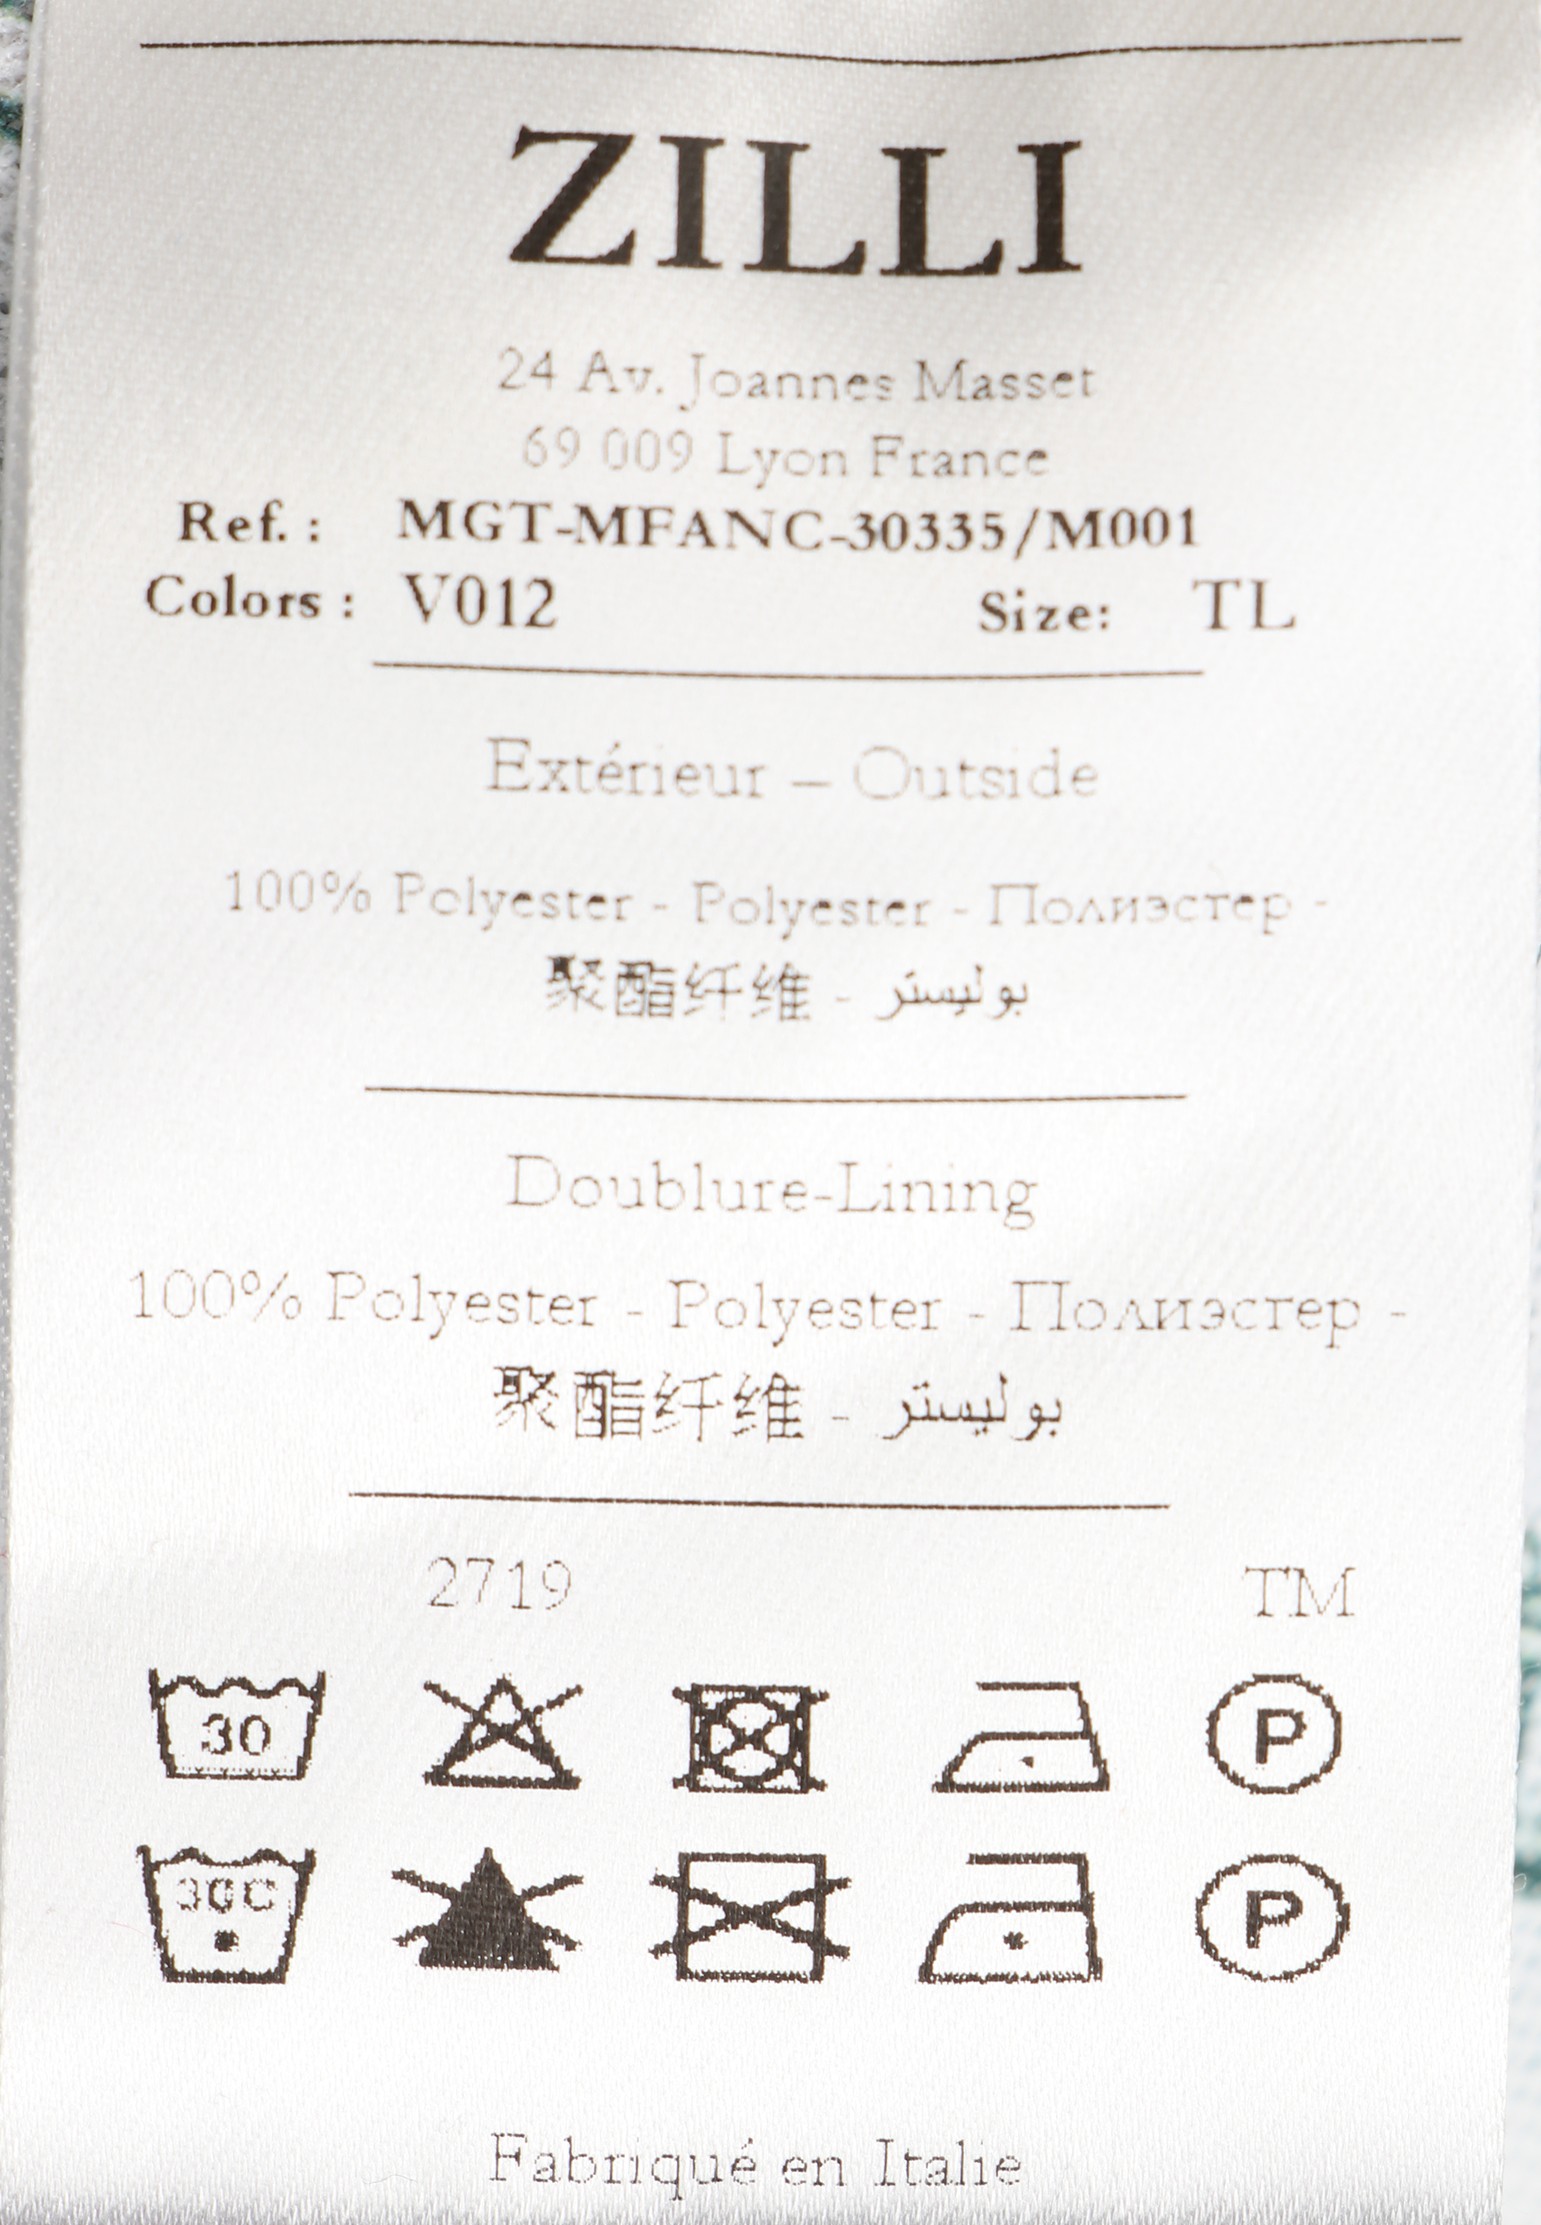 ZILLI
24 Av. Joannes Masset
69 009 Lyon France
Ref. : MGT-MFANC-30335/M001
Colors : V012 Size: TL
Extérieur – Outside
100% Polyester - Polyester - Полиэстер -
聚酯纤维 - بوليستر
Doublure-Lining
100% Polyester - Polyester - Полиэстер -
聚酯纤维 - بوليستر
2719 TM
30 P
30C P
Fabriqué en Italie